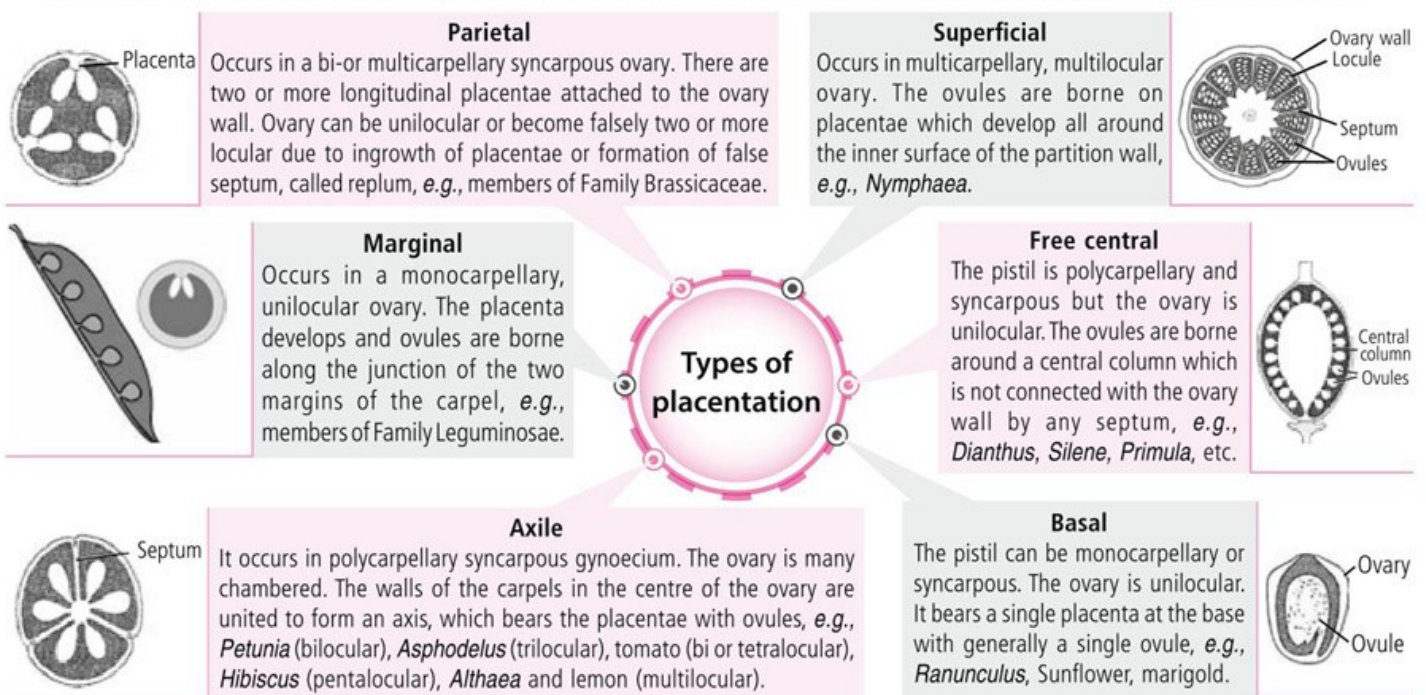 Parietal
Placenta
Occurs in a bi-or multicarpellary syncarpous ovary. There are
two or more longitudinal placentae attached to the ovary
wall. Ovary can be unilocular or become falsely two or more
locular due to ingrowth of placentae or formation of false
septum, called replum, e.g., members of Family Brassicaceae.
Superficial
Occurs in multicarpellary, multilocular
ovary. The ovules are borne on
placentae which develop all around
the inner surface of the partition wall,
e.g., Nymphaea.
Ovary wall
Locule
Septum
Ovules
Marginal
Occurs in a monocarpellary,
unilocular ovary. The placenta
develops and ovules are borne
along the junction of the two
margins of the carpel, e.g.,
members of Family Leguminosae.
Types of
placentation
Free central
The pistil is polycarpellary and
syncarpous but the ovary is
unilocular. The ovules are borne
around a central column which
is not connected with the ovary
wall by any septum, e.g.,
Dianthus, Silene, Primula, etc.
Central
column
Ovules
Septum
Axile
It occurs in polycarpellary syncarpous gynoecium. The ovary is many
chambered. The walls of the carpels in the centre of the ovary are
united to form an axis, which bears the placentae with ovules, e.g.,
Petunia (bilocular), Asphodelus (trilocular), tomato (bi or tetralocular),
Hibiscus (pentalocular), Althaea and lemon (multilocular).
Basal
The pistil can be monocarpellary or
syncarpous. The ovary is unilocular.
It bears a single placenta at the base
with generally a single ovule, e.g.,
Ranunculus, Sunflower, marigold.
Ovary
Ovule